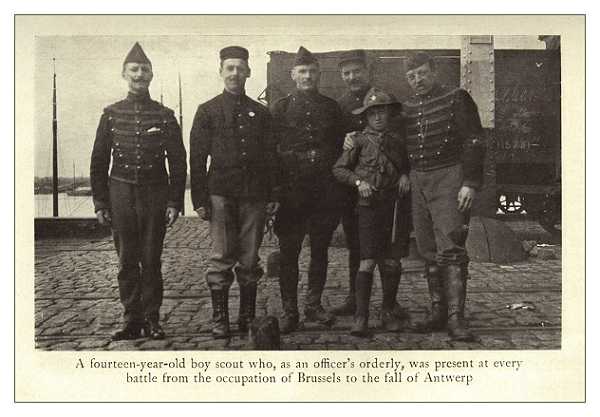 A fourteen-year-old boy scout who, as an officer's orderly, was present at every
battle from the occupation of Brussels to the fall of Antwerp